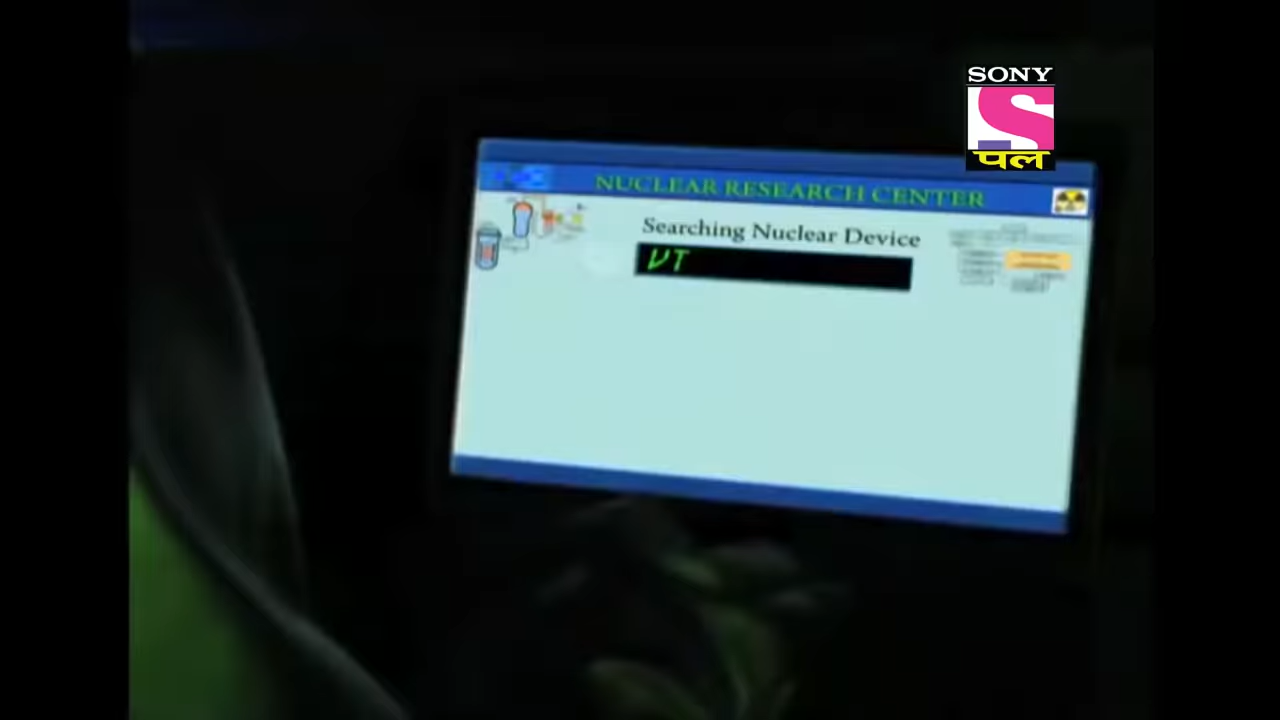 SONY
S
पल
NUCLEAR RESEARCH CENTER
Searching Nuclear Device
VT